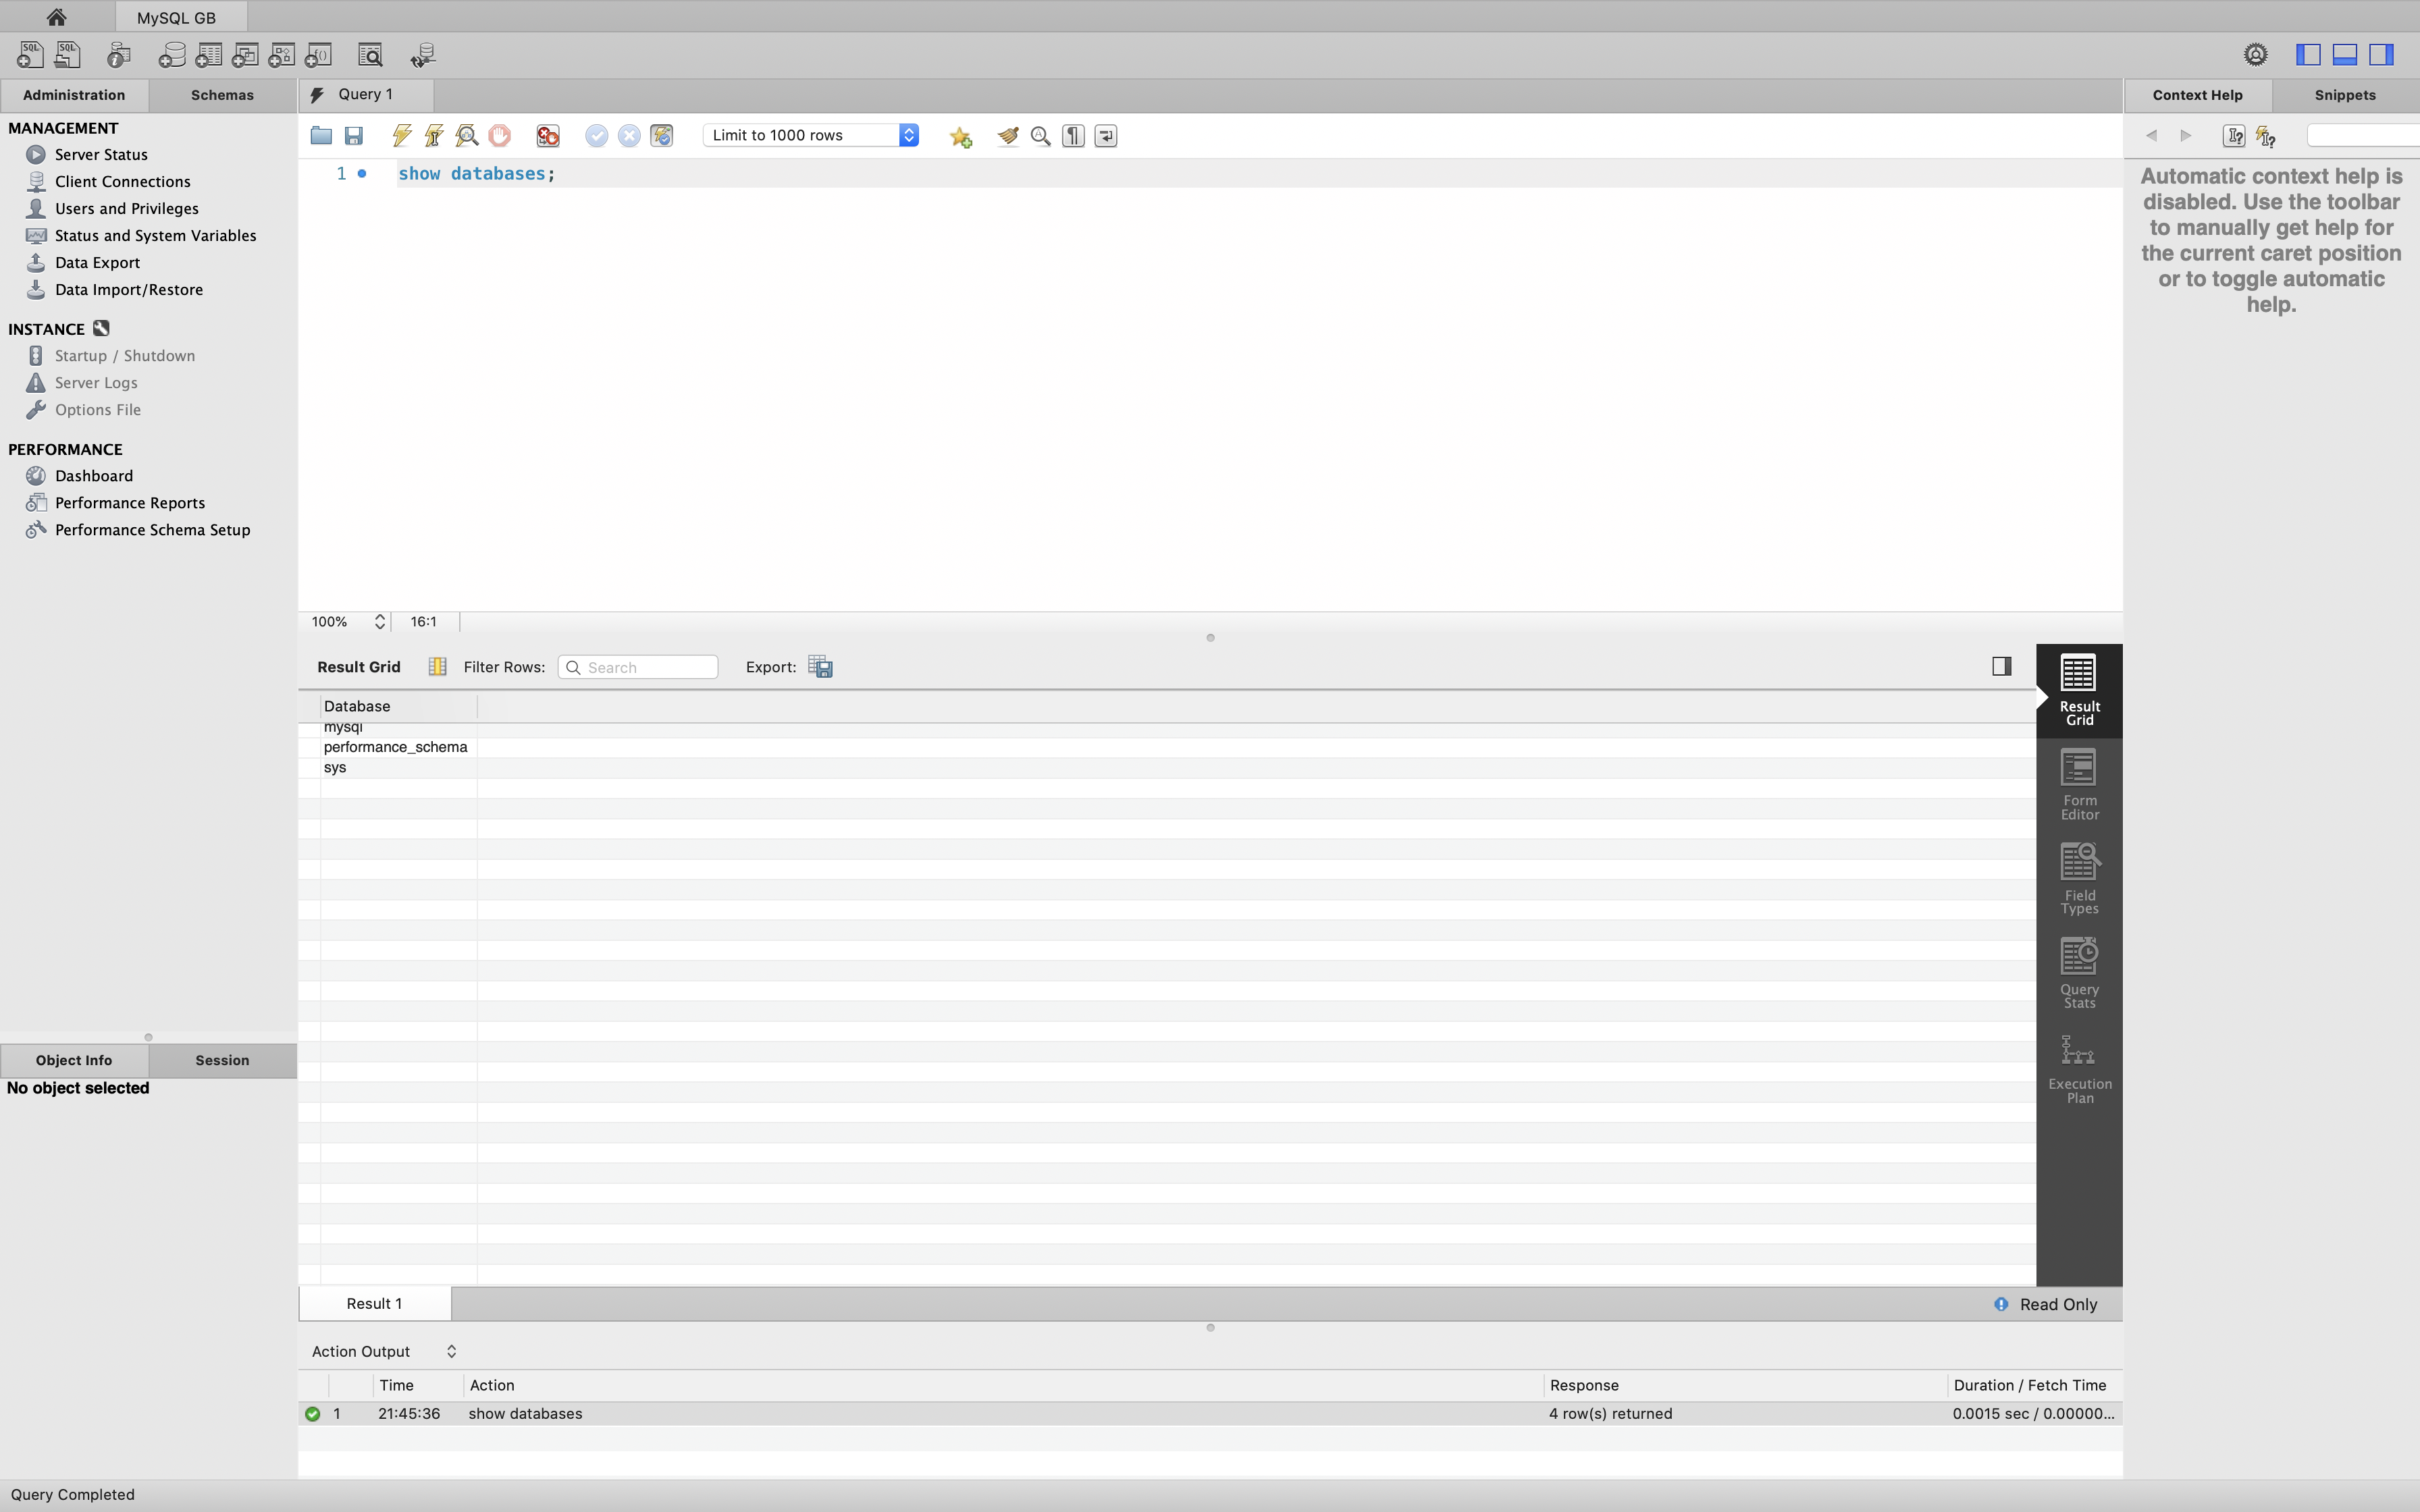 MySQL GB
SQL
SQL
Administration
Schemas
Query 1
Context Help
Snippets
MANAGEMENT
Server Status
Client Connections
Users and Privileges
Status and System Variables
Data Export
Data Import/Restore
INSTANCE
Startup / Shutdown
Server Logs
Options File
PERFORMANCE
Dashboard
Performance Reports
Performance Schema Setup
Limit to 1000 rows
1 show databases;
Automatic context help is
disabled. Use the toolbar
to manually get help for
the current caret position
or to toggle automatic
help.
100% 16:1
Result Grid Filter Rows: Search Export:
Database
mysql
performance_schema
sys
Result
Grid
Form
Editor
Field
Types
Query
Stats
Execution
Plan
Object Info
Session
No object selected
Result 1
Read Only
Action Output
Time Action Response Duration / Fetch Time
1 21:45:36 show databases 4 row(s) returned 0.0015 sec / 0.00000...
Query Completed